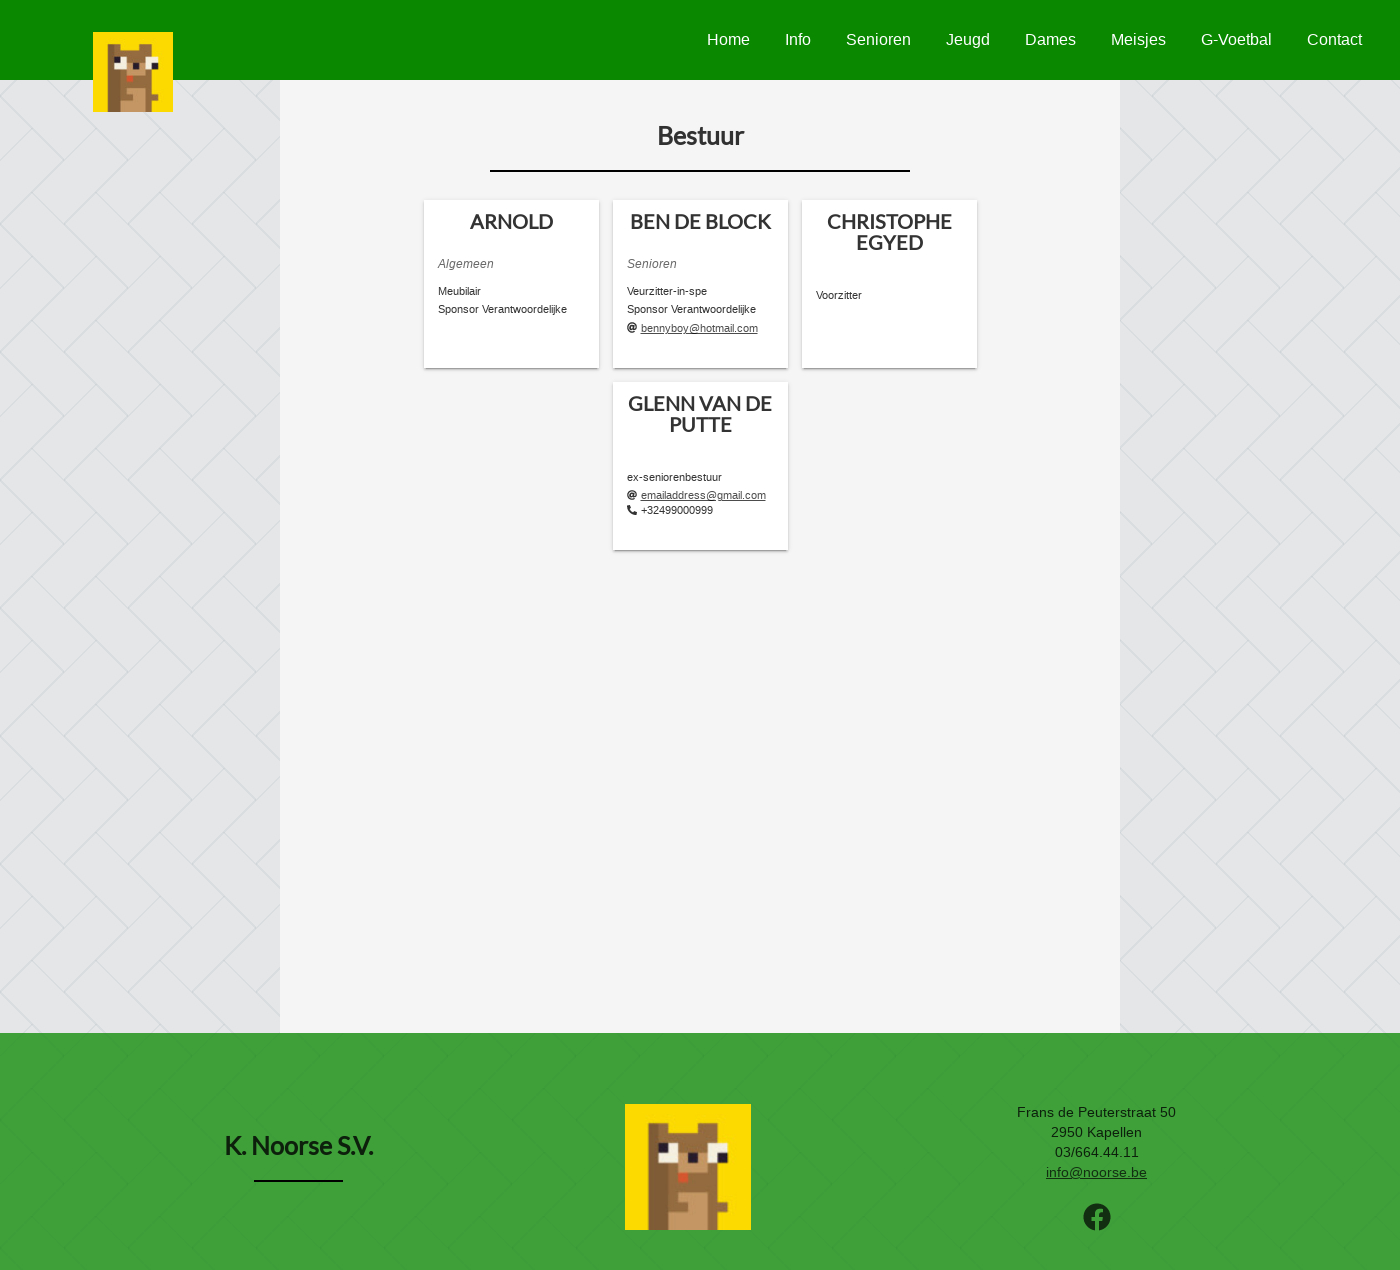 Home Info Senioren Jeugd Dames Meisjes G-Voetbal Contact
Bestuur
ARNOLD
Algemeen
Meubilair
Sponsor Verantwoordelijke
BEN DE BLOCK
Senioren
Veurzitter-in-spe
Sponsor Verantwoordelijke
bennyboy@hotmail.com
CHRISTOPHE
EGYED
Voorzitter
GLENN VAN DE
PUTTE
ex-seniorenbestuur
emailaddress@gmail.com
+32499000999
K. Noorse S.V.
Frans de Peuterstraat 50
2950 Kapellen
03/664.44.11
info@noorse.be